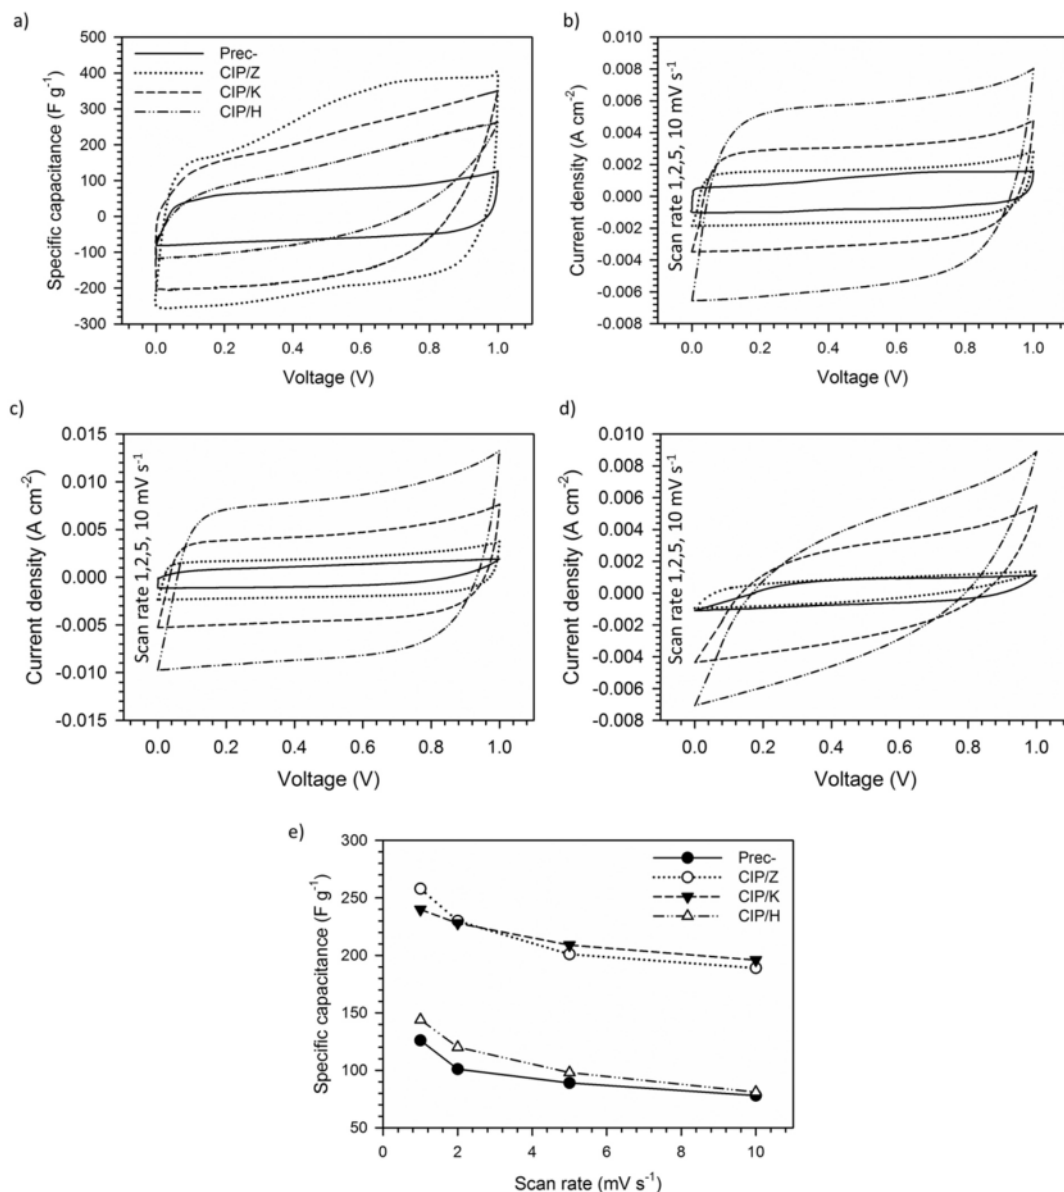 a)
500
400
300
200
100
0
-100
-200
-300
Specific capacitance (F g-1)
Prec-
CIP/Z
CIP/K
CIP/H
0.0 0.2 0.4 0.6 0.8 1.0
Voltage (V)
b)
0.010
0.008
0.006
0.004
0.002
0.000
-0.002
-0.004
-0.006
-0.008
Current density (A cm-2)
Scan rate 1,2,5, 10 mV s-1
0.0 0.2 0.4 0.6 0.8 1.0
Voltage (V)
c)
0.015
0.010
0.005
0.000
-0.005
-0.010
-0.015
Current density (A cm-2)
Scan rate 1,2,5, 10 mV s-1
0.0 0.2 0.4 0.6 0.8 1.0
Voltage (V)
d)
0.010
0.008
0.006
0.004
0.002
0.000
-0.002
-0.004
-0.006
-0.008
Current density (A cm-2)
Scan rate 1,2,5, 10 mV s-1
0.0 0.2 0.4 0.6 0.8 1.0
Voltage (V)
e)
300
250
200
150
100
50
Specific capacitance (F g-1)
Prec-
CIP/Z
CIP/K
CIP/H
0 2 4 6 8 10
Scan rate (mV s-1)